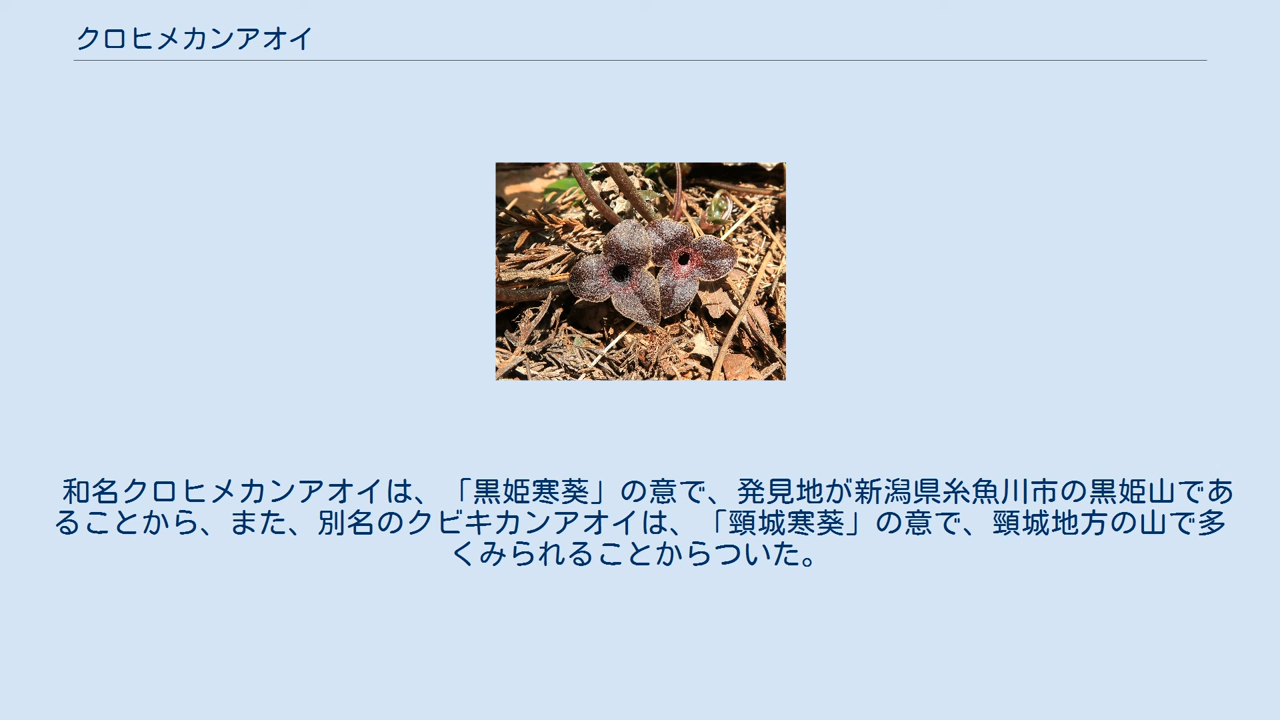 クロヒメカンアオイ
和名クロヒメカンアオイは、「黒姫寒葵」の意で、発見地が新潟県糸魚川市の黒姫山であ
ることから、また、別名のクビキカンアオイは、「頸城寒葵」の意で、頸城地方の山で多
くみられることからついた。